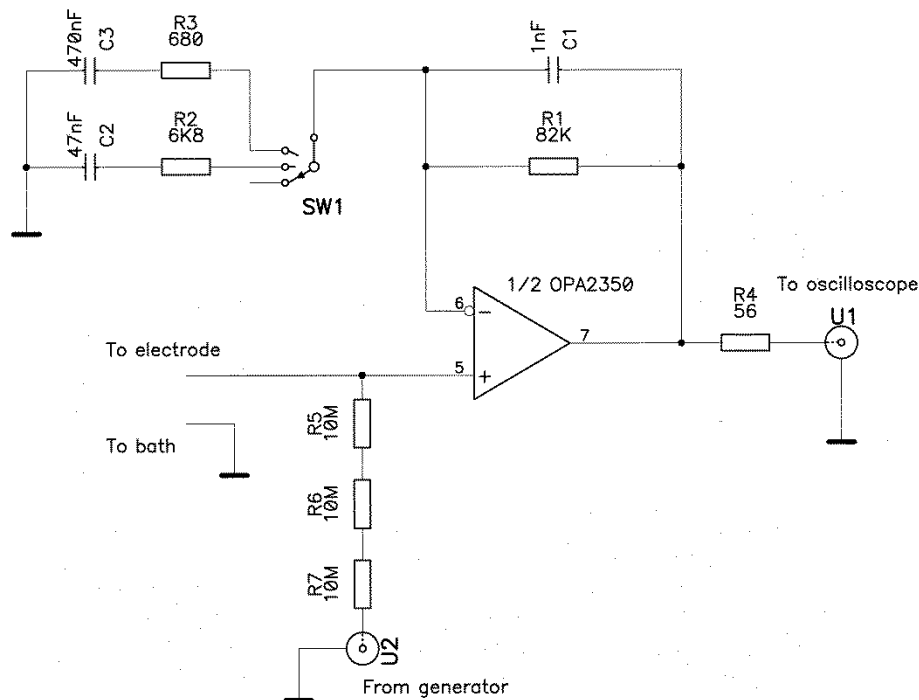 470nF
C3
R3
680
47nF
C2
R2
6K8
SW1
1nF
C1
R1
82K
1/2 OPA2350
6
-
5
+
7
R4
56
To oscilloscope
U1
To electrode
To bath
R5
10M
R6
10M
R7
10M
U2
From generator